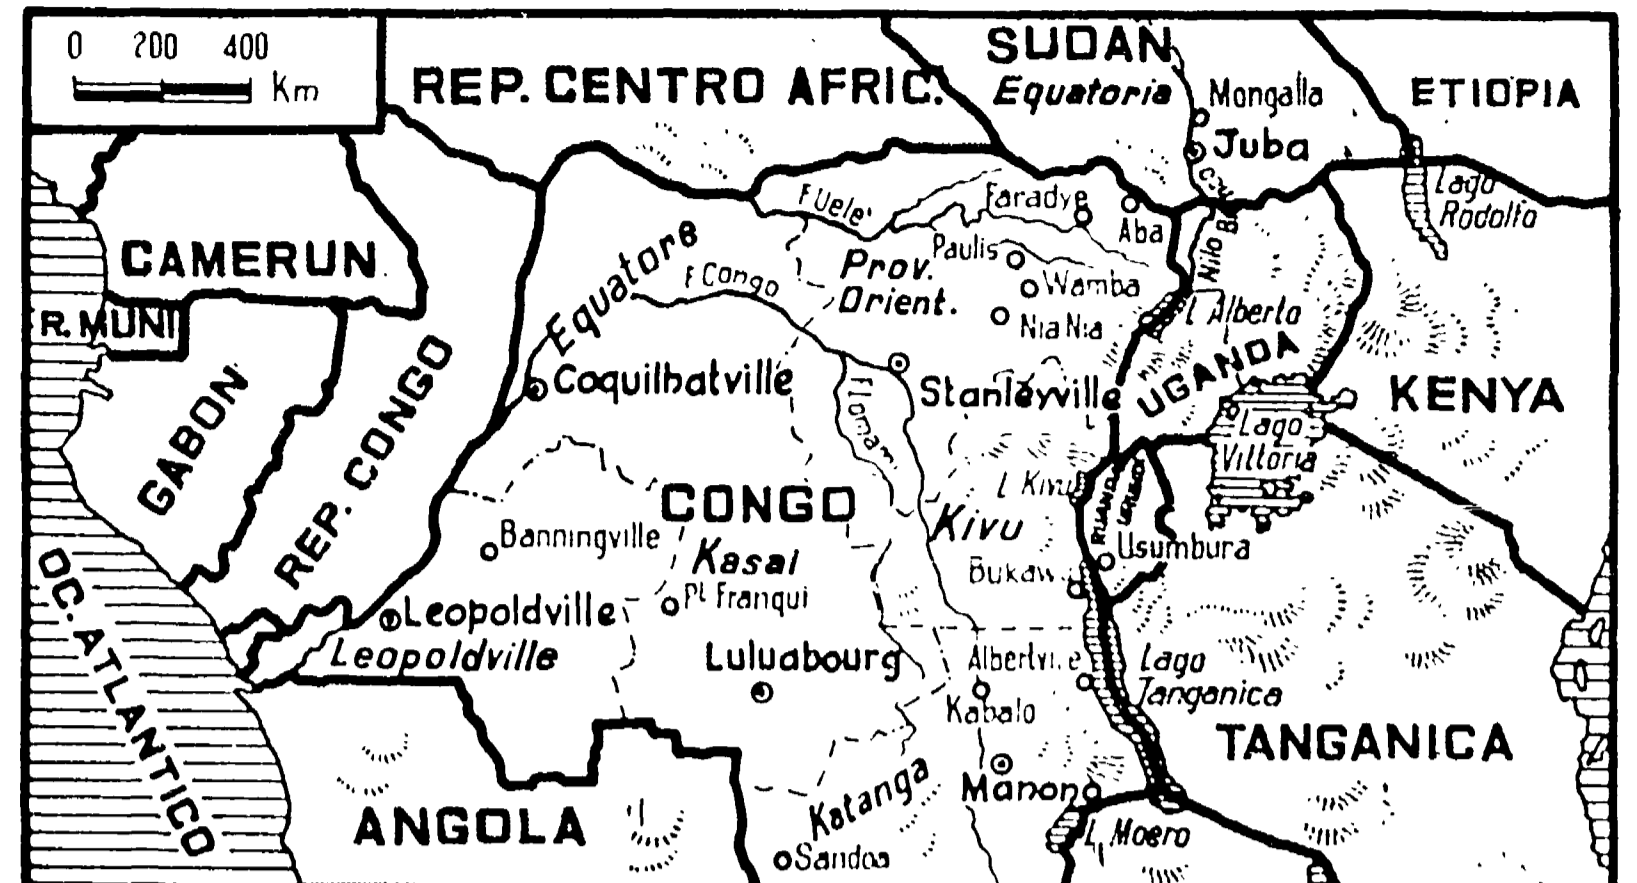 0 200 400
Km
REP. CENTRO AFRIC.
SUDAN
Equatoria
Mongalla
Juba
ETIOPIA
Lago
Rodolfo
CAMERUN
R. MUNI
GABON
REP. CONGO
Equatore
F Congo
F Uele'
Faradye
Aba
Paulis
Prov.
Orient.
Wamba
Nia Nia
Nilo
L Alberto
UGANDA
KENYA
Coquilhatville
Stanleyville
F Lomami
Lago
Vittoria
L Kivu
CONGO
Kivu
RUANDA
Usumbura
Banningville
Kasai
Pt Franqui
Bukav
Leopoldville
Leopoldville
Luluabourg
Albertville
Kabalo
Lago
Tanganica
TANGANICA
OC. ATLANTICO
ANGOLA
Manono
Katanga
Sandoa
L Moero